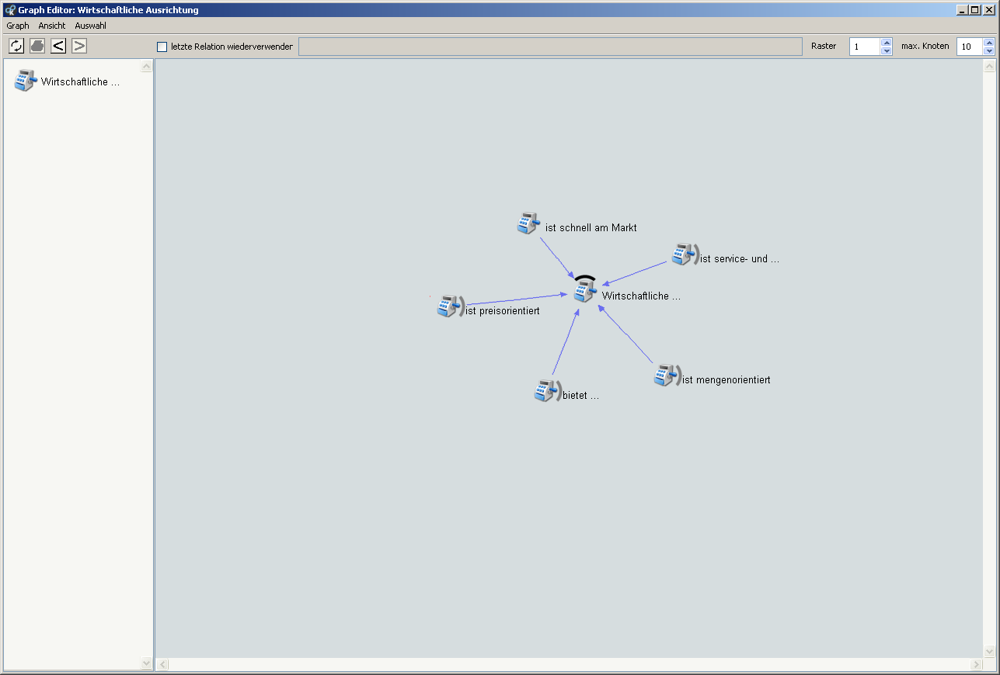 Graph Editor: Wirtschaftliche Ausrichtung
Graph Ansicht Auswahl
letzte Relation wiederverwender
Raster 1 max. Knoten 10
Wirtschaftliche ...
ist schnell am Markt
ist service- und ...
Wirtschaftliche ...
ist preisorientiert
ist mengenorientiert
bietet ...